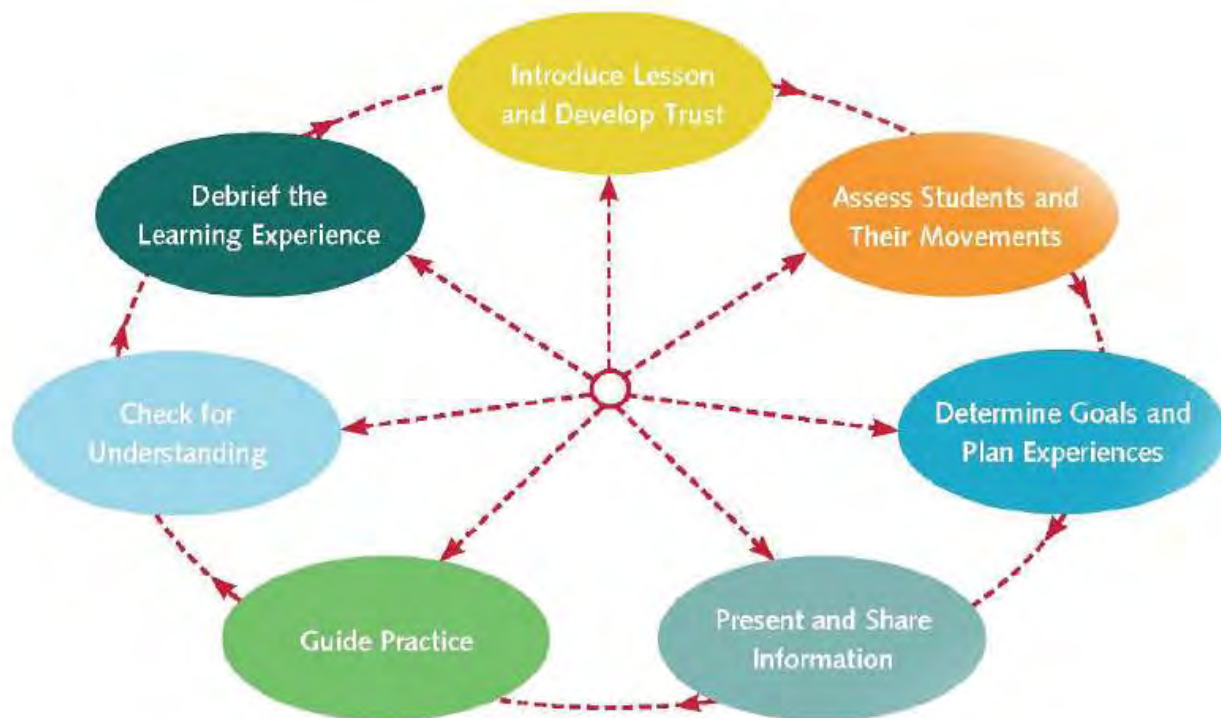 Introduce Lesson
and Develop Trust
Assess Students and
Their Movements
Determine Goals and
Plan Experiences
Present and Share
Information
Guide Practice
Check for
Understanding
Debrief the
Learning Experience